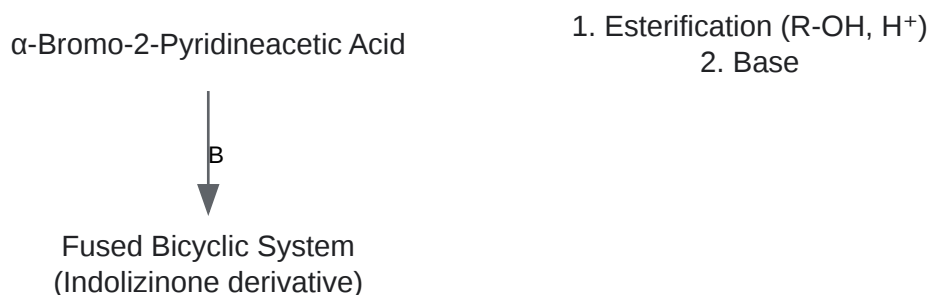 α-Bromo-2-Pyridineacetic Acid
1. Esterification (R-OH, H⁺)
2. Base
B
Fused Bicyclic System
(Indolizinone derivative)